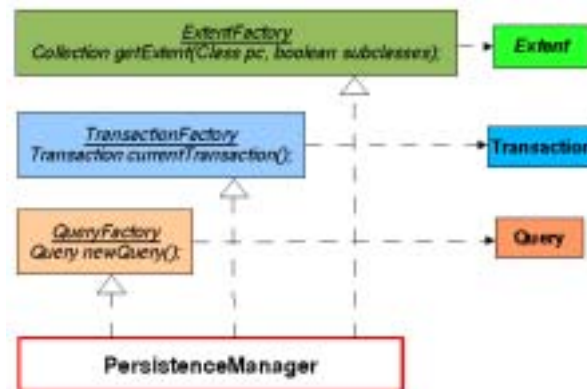 ExtentFactory
Collection getExtent(Class pc, boolean subclasses);
Extent
TransactionFactory
Transaction currentTransaction();
Transaction
QueryFactory
Query newQuery();
Query
PersistenceManager